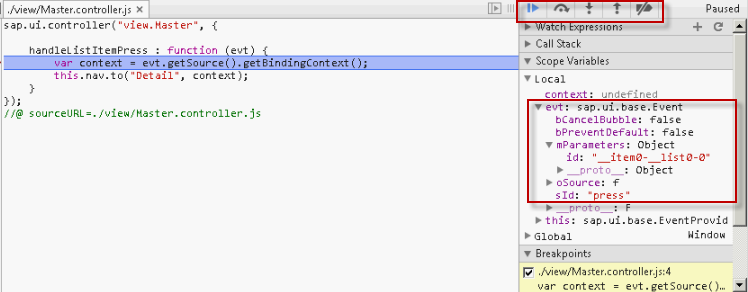 ./view/Master.controller.js
sap.ui.controller("view.Master", {
handleListItemPress : function (evt) {
var context = evt.getSource().getBindingContext();
this.nav.to("Detail", context);
}
});
//@ sourceURL=./view/Master.controller.js
Paused
Watch Expressions
Call Stack
Scope Variables
Local
context: undefined
evt: sap.ui.base.Event
bCancelBubble: false
bPreventDefault: false
mParameters: Object
id: "__item0-__list0-0"
__proto__: Object
oSource: f
sId: "press"
__proto__: F
this: sap.ui.base.EventProvid
Global Window
Breakpoints
./view/Master.controller.js:4
var context = evt.getSource()…